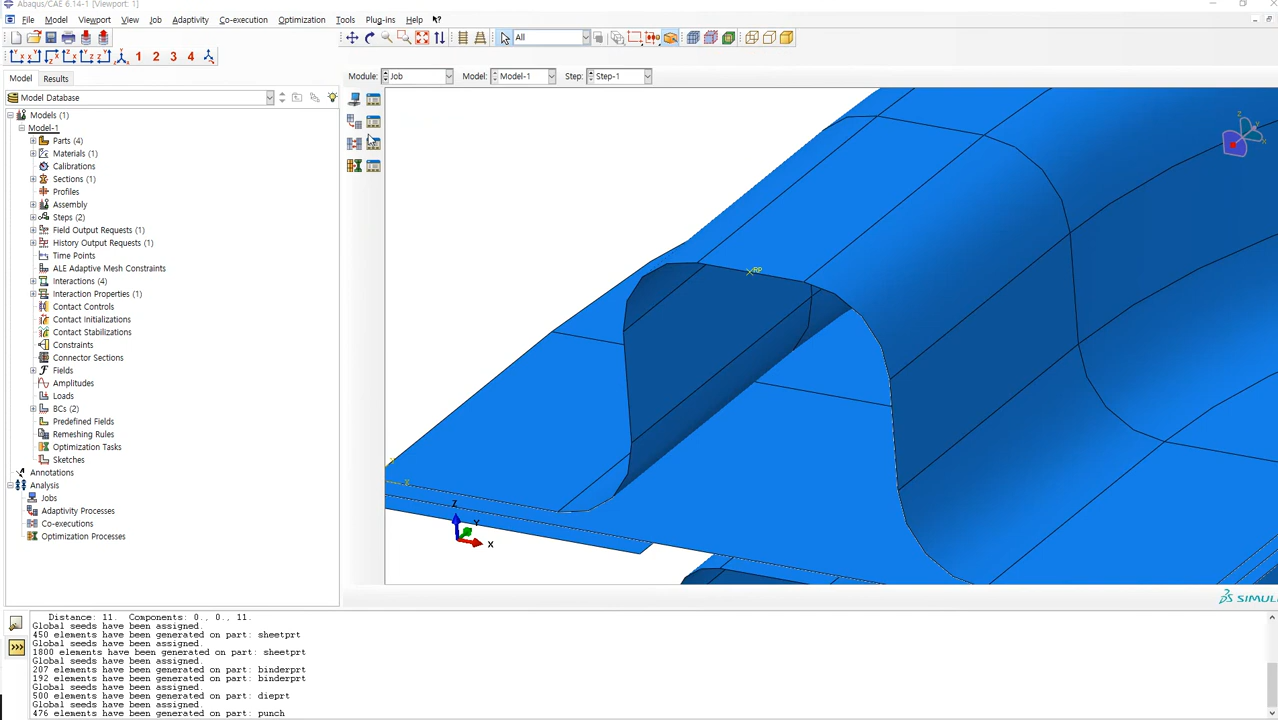 Abaqus/CAE 6.14-1 [Viewport: 1]
File Model Viewport View Job Adaptivity Co-execution Optimization Tools Plug-ins Help
All
1 2 3 4
Model Results
Module: Job Model: Model-1 Step: Step-1
Model Database
Models (1)
Model-1
Parts (4)
Materials (1)
Calibrations
Sections (1)
Profiles
Assembly
Steps (2)
Field Output Requests (1)
History Output Requests (1)
Time Points
ALE Adaptive Mesh Constraints
Interactions (4)
Interaction Properties (1)
Contact Controls
Contact Initializations
Contact Stabilizations
Constraints
Connector Sections
Fields
Amplitudes
Loads
BCs (2)
Predefined Fields
Remeshing Rules
Optimization Tasks
Sketches
Annotations
Analysis
Jobs
Adaptivity Processes
Co-executions
Optimization Processes
RP
Z
Y
X
SIMULI
Distance: 11. Components: 0., 0., 11.
Global seeds have been assigned.
450 elements have been generated on part: sheetprt
Global seeds have been assigned.
1800 elements have been generated on part: sheetprt
Global seeds have been assigned.
207 elements have been generated on part: binderprt
192 elements have been generated on part: binderprt
Global seeds have been assigned.
500 elements have been generated on part: dieprt
Global seeds have been assigned.
476 elements have been generated on part: punch